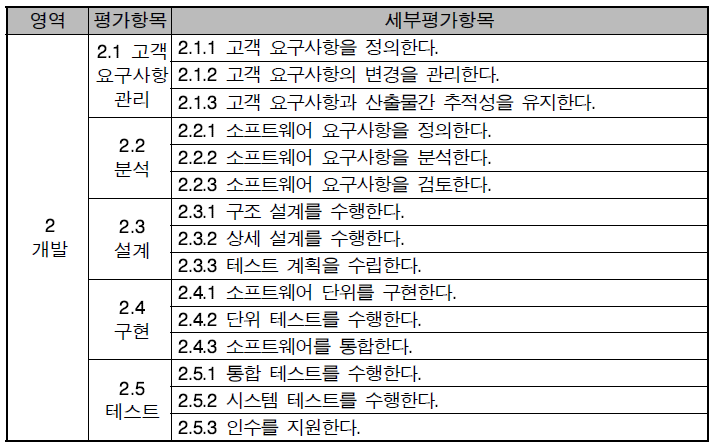 영역 평가항목 세부평가항목
2 개발
2.1 고객
요구사항
관리
2.1.1 고객 요구사항을 정의한다.
2.1.2 고객 요구사항의 변경을 관리한다.
2.1.3 고객 요구사항과 산출물간 추적성을 유지한다.
2.2
분석
2.2.1 소프트웨어 요구사항을 정의한다.
2.2.2 소프트웨어 요구사항을 분석한다.
2.2.3 소프트웨어 요구사항을 검토한다.
2.3
설계
2.3.1 구조 설계를 수행한다.
2.3.2 상세 설계를 수행한다.
2.3.3 테스트 계획을 수립한다.
2.4
구현
2.4.1 소프트웨어 단위를 구현한다.
2.4.2 단위 테스트를 수행한다.
2.4.3 소프트웨어를 통합한다.
2.5
테스트
2.5.1 통합 테스트를 수행한다.
2.5.2 시스템 테스트를 수행한다.
2.5.3 인수를 지원한다.